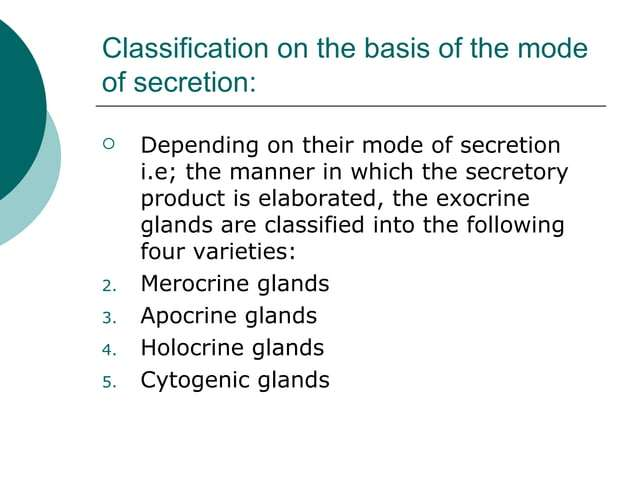 Classification on the basis of the mode
of secretion:
Depending on their mode of secretion
i.e; the manner in which the secretory
product is elaborated, the exocrine
glands are classified into the following
four varieties:
2. Merocrine glands
3. Apocrine glands
4. Holocrine glands
5. Cytogenic glands